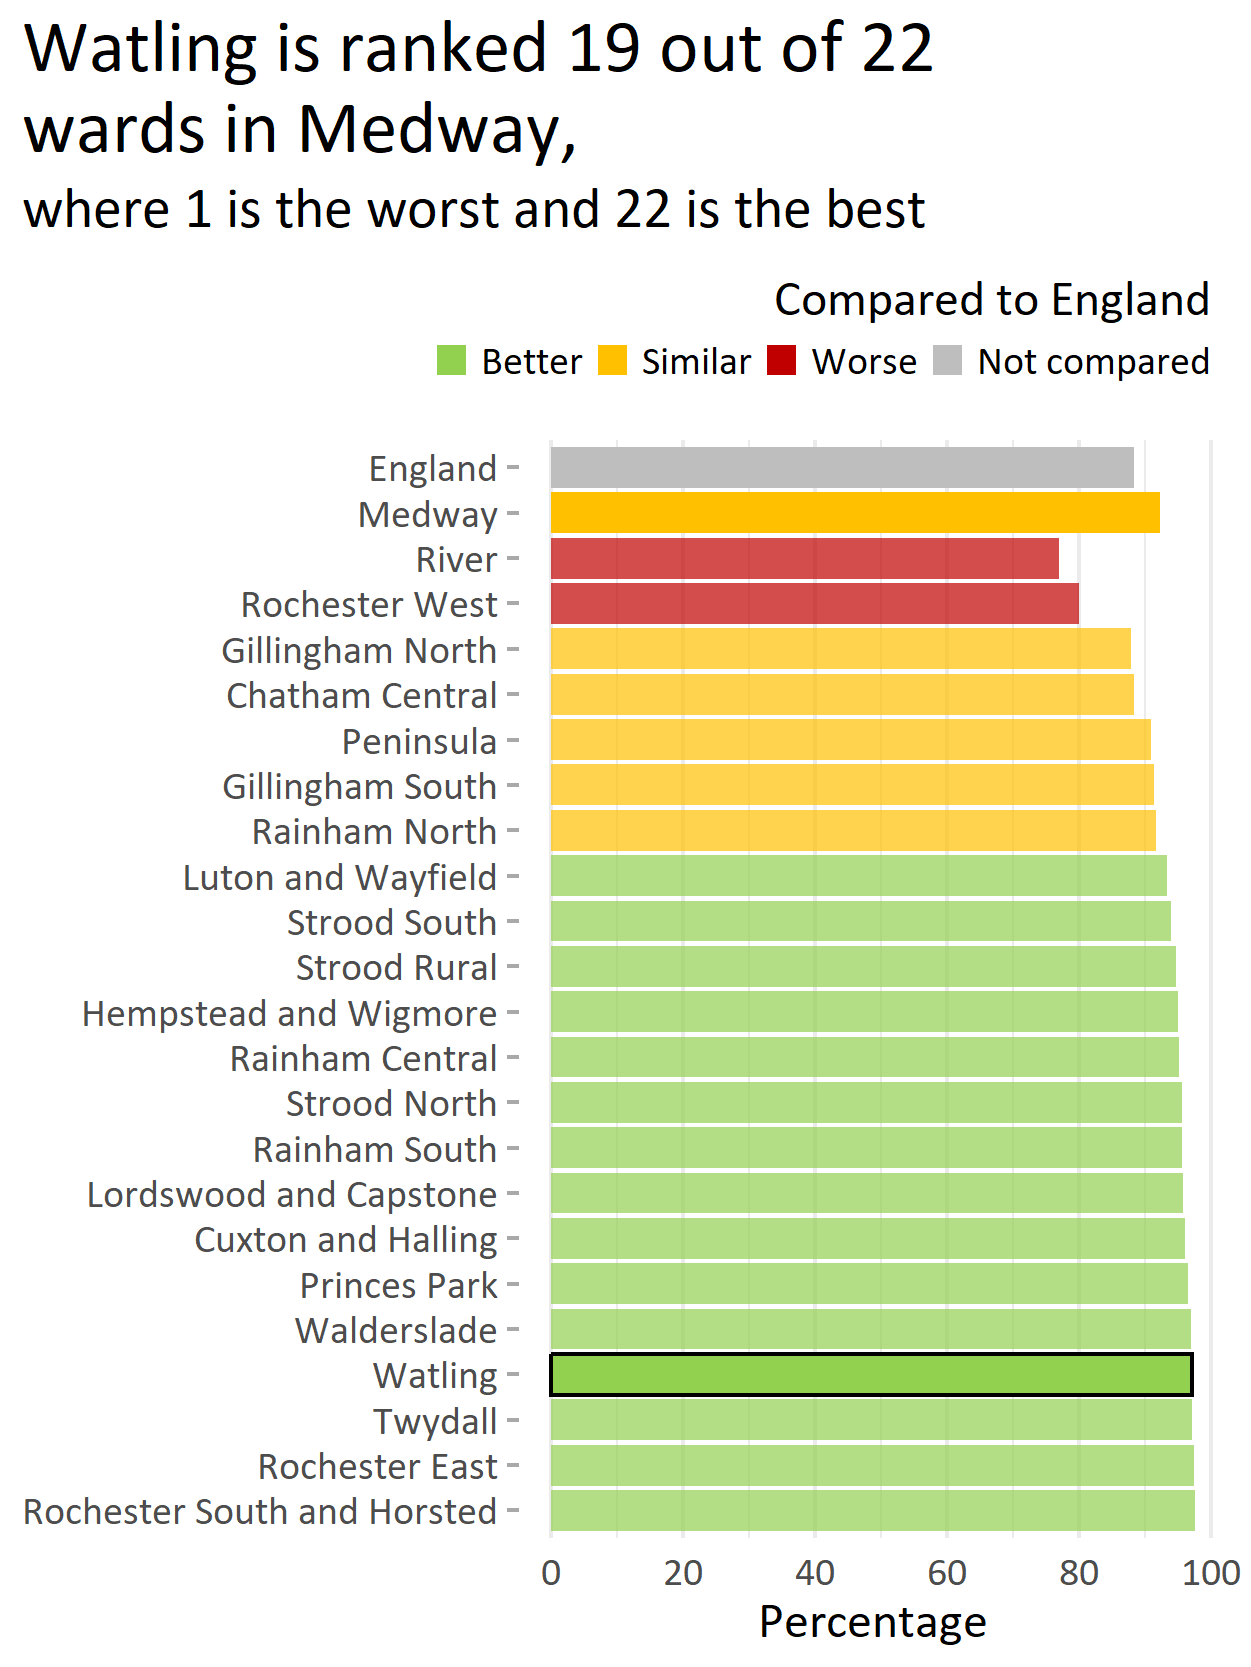 Watling is ranked 19 out of 22
wards in Medway,
where 1 is the worst and 22 is the best
Compared to England
Better Similar Worse Not compared
England
Medway
River
Rochester West
Gillingham North
Chatham Central
Peninsula
Gillingham South
Rainham North
Luton and Wayfield
Strood South
Strood Rural
Hempstead and Wigmore
Rainham Central
Strood North
Rainham South
Lordswood and Capstone
Cuxton and Halling
Princes Park
Walderslade
Watling
Twydall
Rochester East
Rochester South and Horsted
0 20 40 60 80 100
Percentage